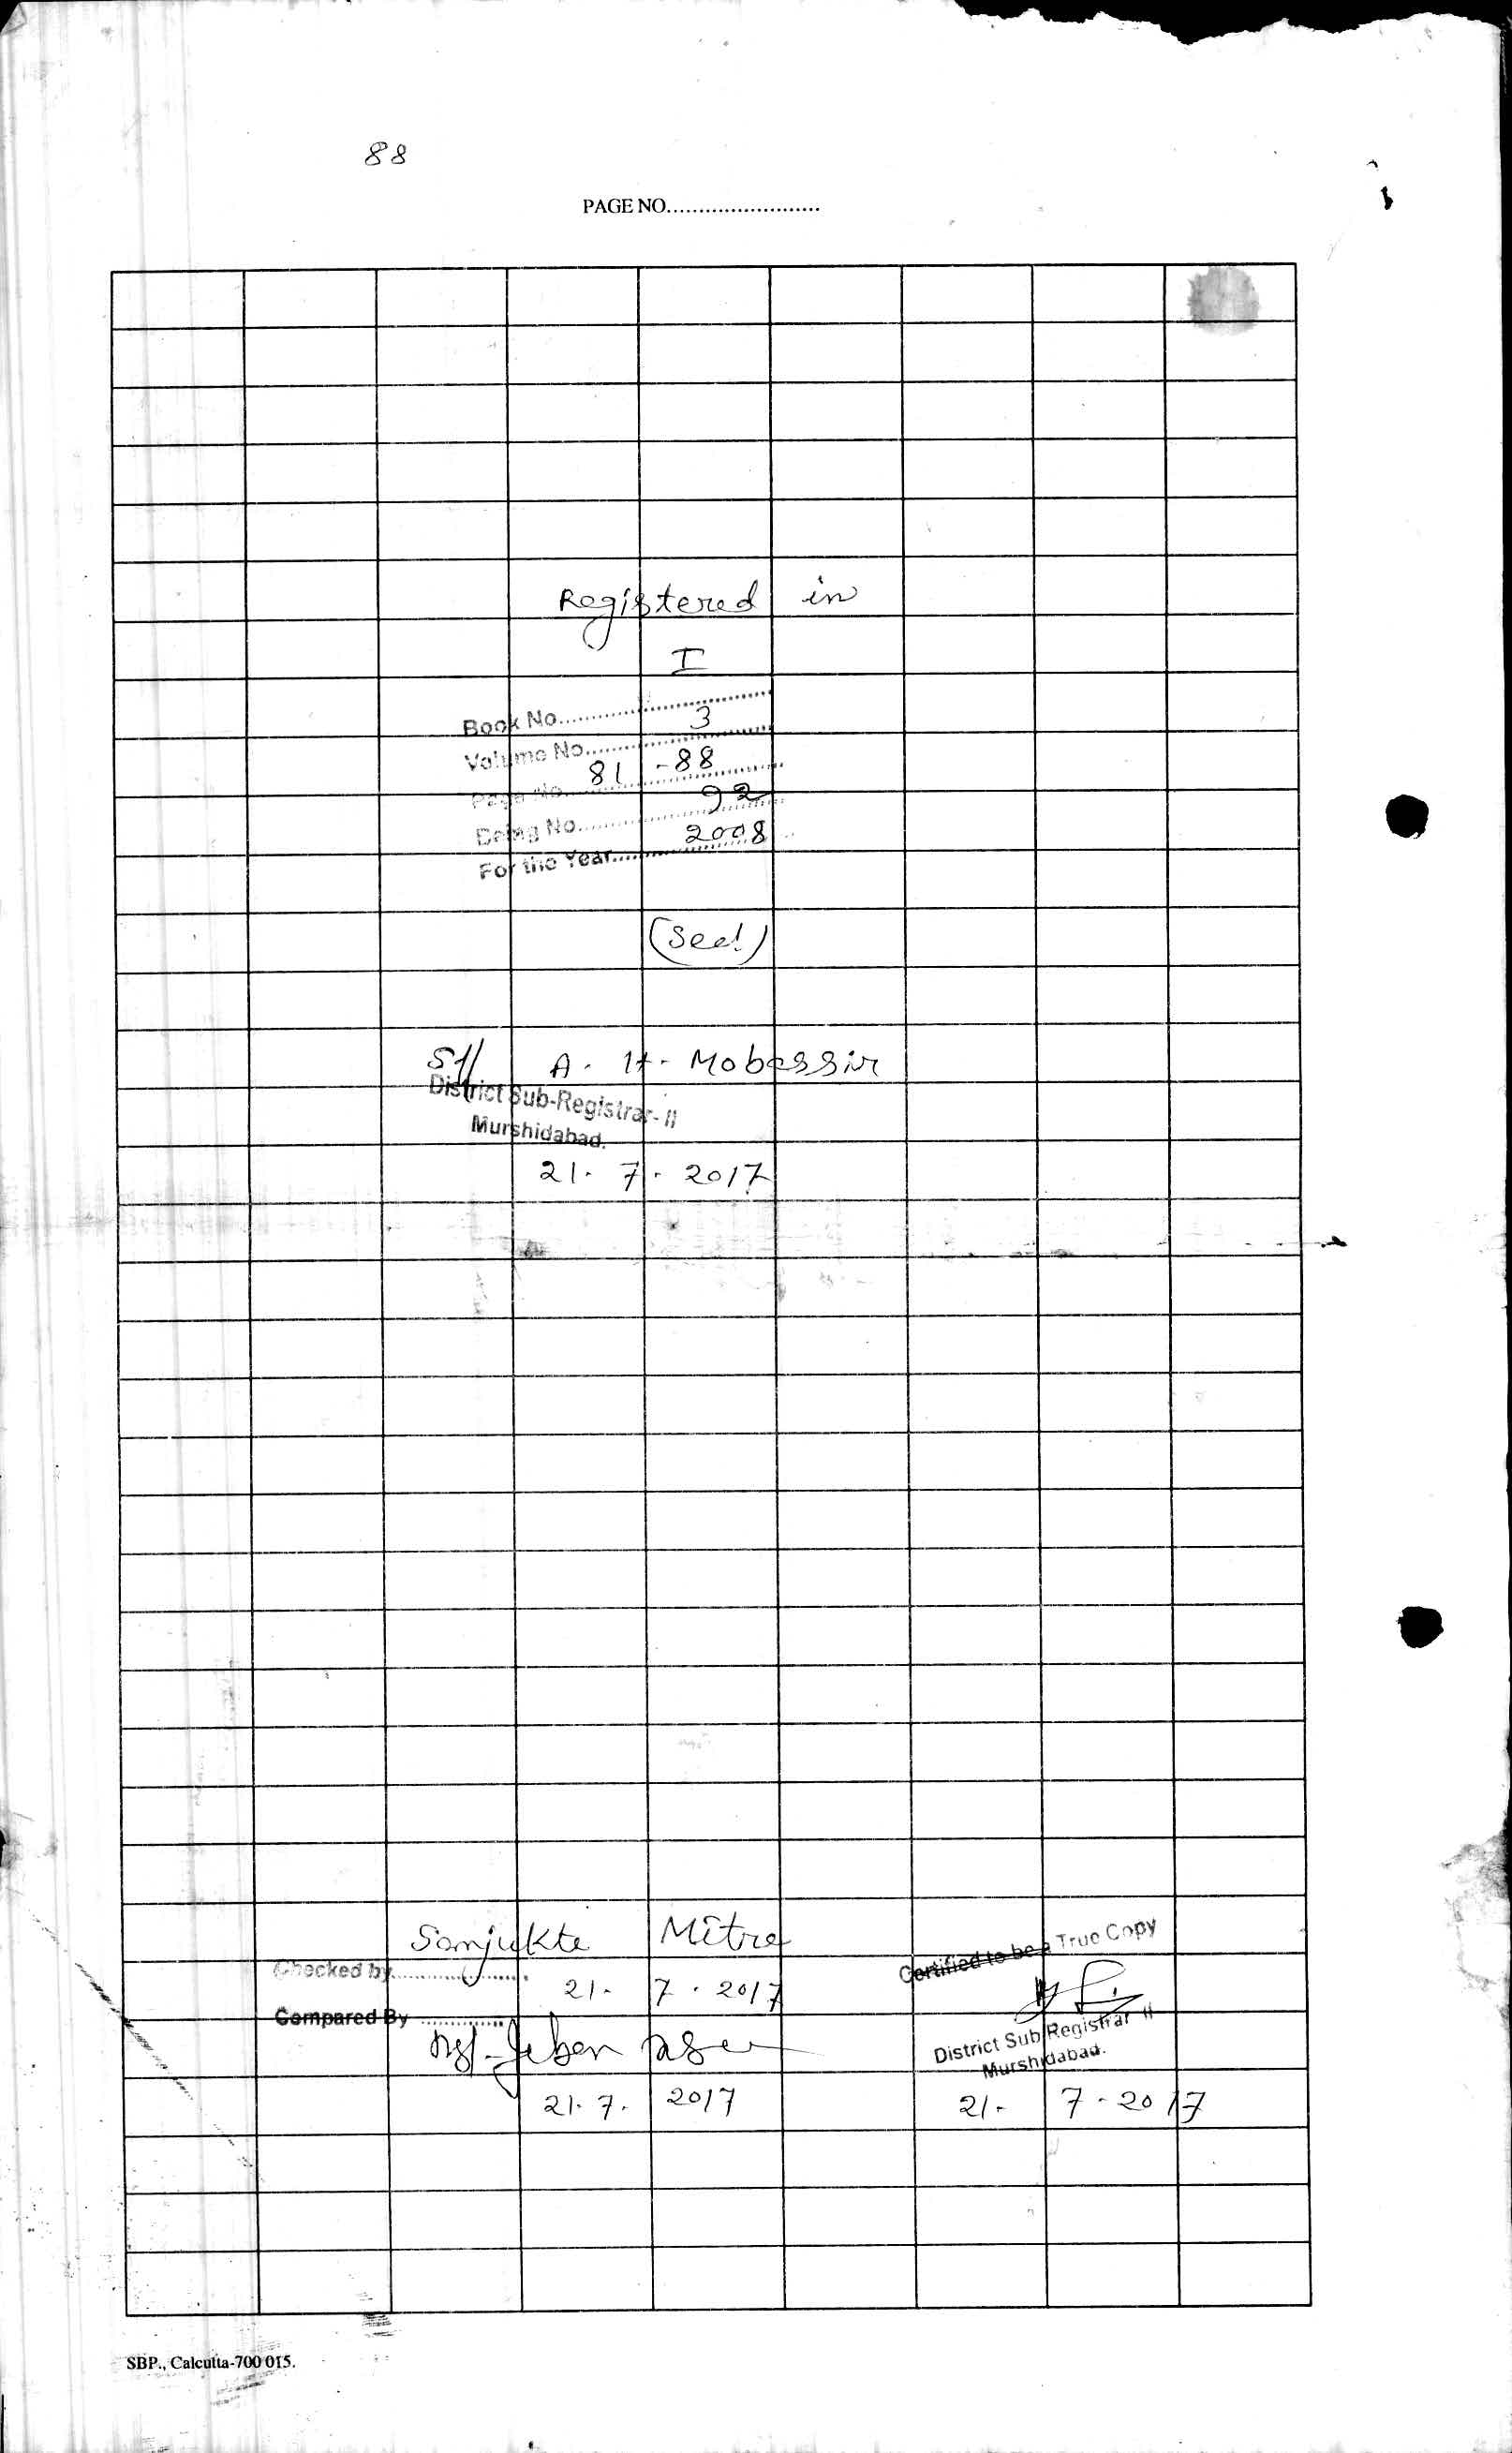 88
PAGE NO........................
Registered in
I
Book No................................
3
Volume No............................
81 - 88
Page No................................
92
Being No..............................
2008
For the Year..........................
(Seal)
Sd/ A. H. Mobassir
District Sub-Registrar-II
Murshidabad.
21. 7. 2017
Sanjukta Mitra
Checked by....................
21. 7. 2017
Compared By .............
21. 7. 2017
Certified to be a True Copy
District Sub Registrar II
Murshidabad.
21. 7. 2017
SBP., Calcutta-700 015.